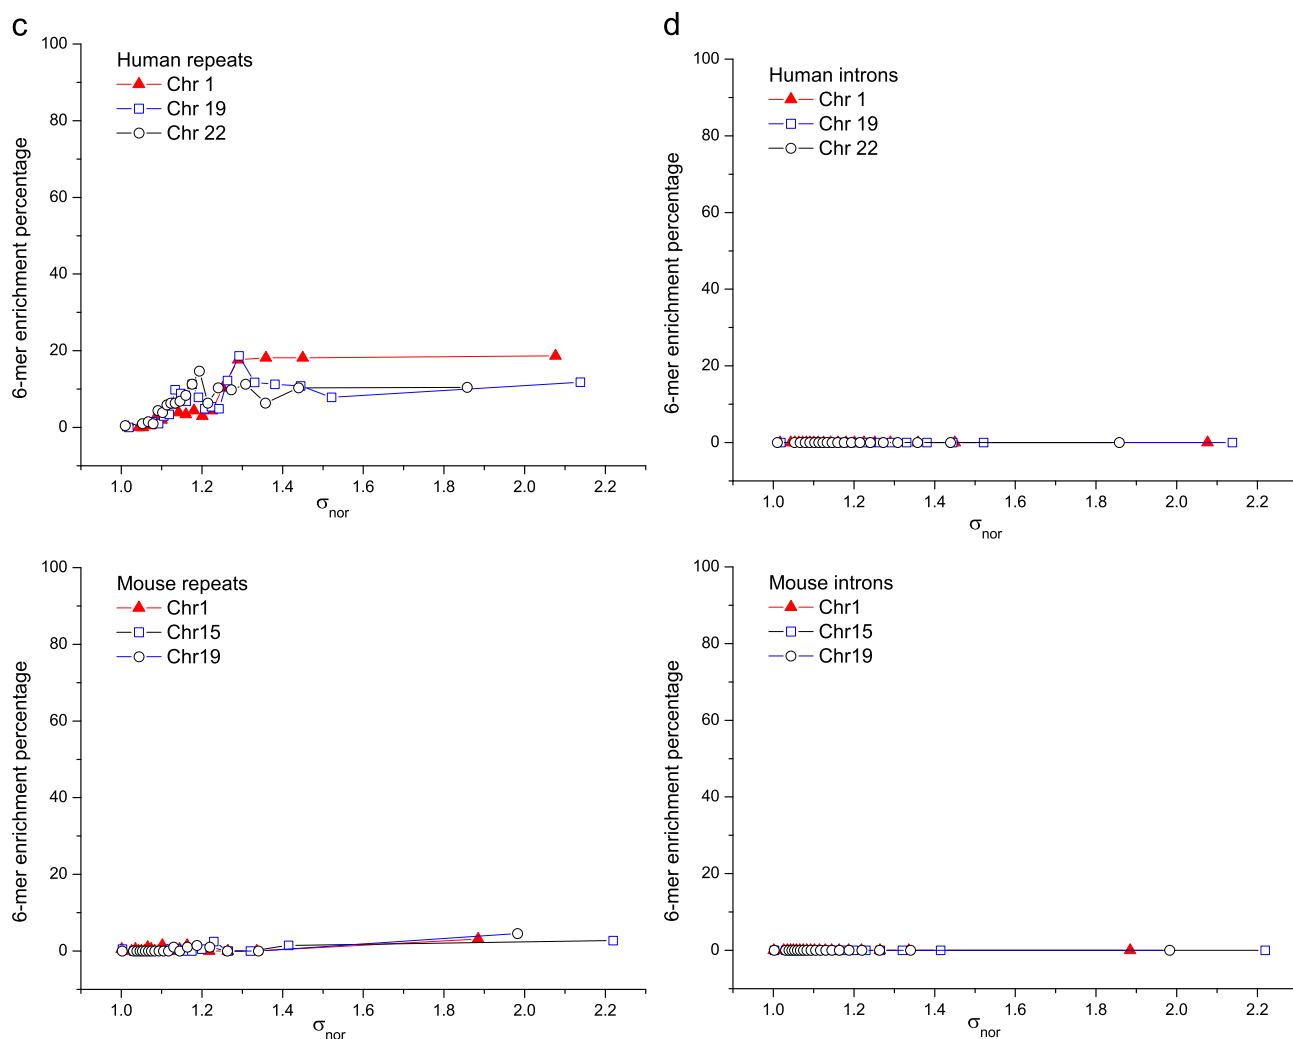 c
Human repeats
Chr 1
Chr 19
Chr 22
6-mer enrichment percentage
100
80
60
40
20
0
1.0 1.2 1.4 1.6 1.8 2.0 2.2
σnor
d
Human introns
Chr 1
Chr 19
Chr 22
6-mer enrichment percentage
100
80
60
40
20
0
1.0 1.2 1.4 1.6 1.8 2.0 2.2
σnor
Mouse repeats
Chr1
Chr15
Chr19
6-mer enrichment percentage
100
80
60
40
20
0
1.0 1.2 1.4 1.6 1.8 2.0 2.2
σnor
Mouse introns
Chr1
Chr15
Chr19
6-mer enrichment percentage
100
80
60
40
20
0
1.0 1.2 1.4 1.6 1.8 2.0 2.2
σnor